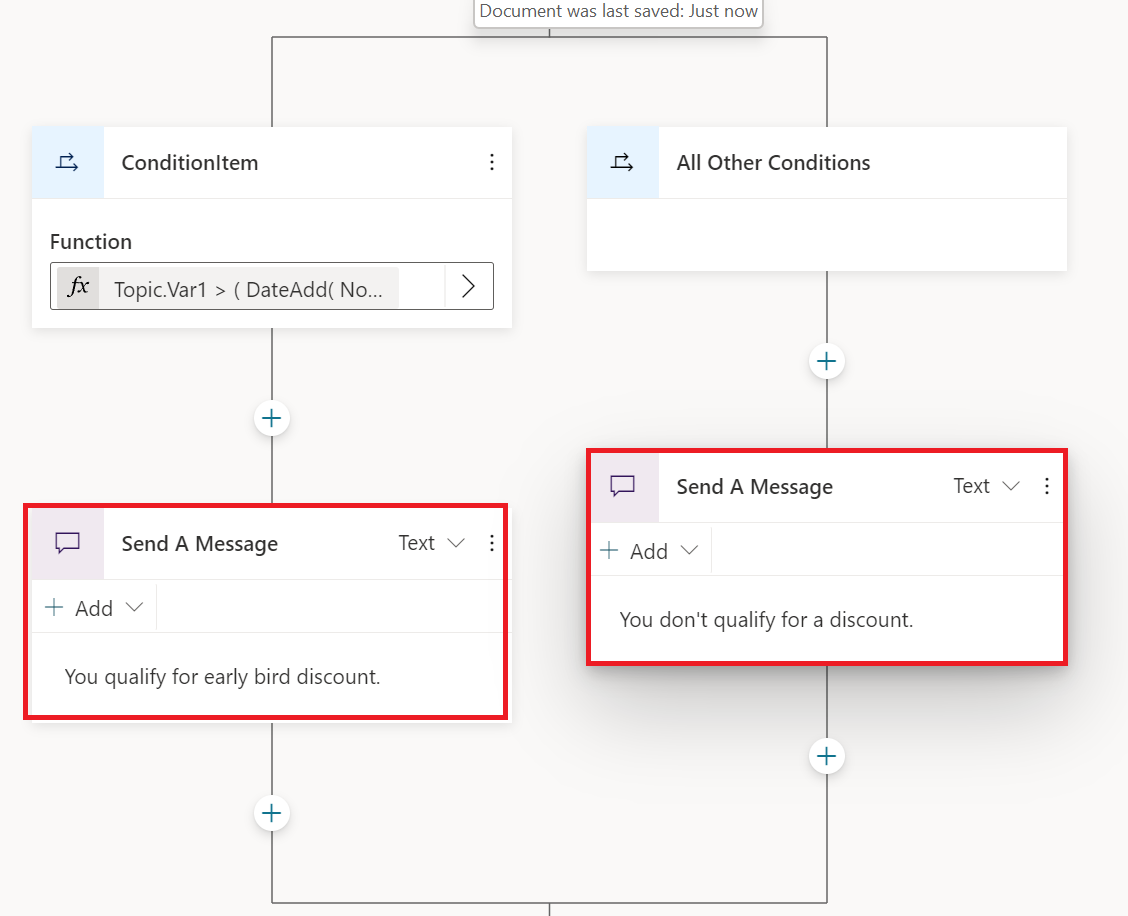 Document was last saved: Just now
ConditionItem
Function
fx Topic.Var1 > ( DateAdd( No...
Send A Message Text
Add
You qualify for early bird discount.
All Other Conditions
Send A Message Text
Add
You don't qualify for a discount.